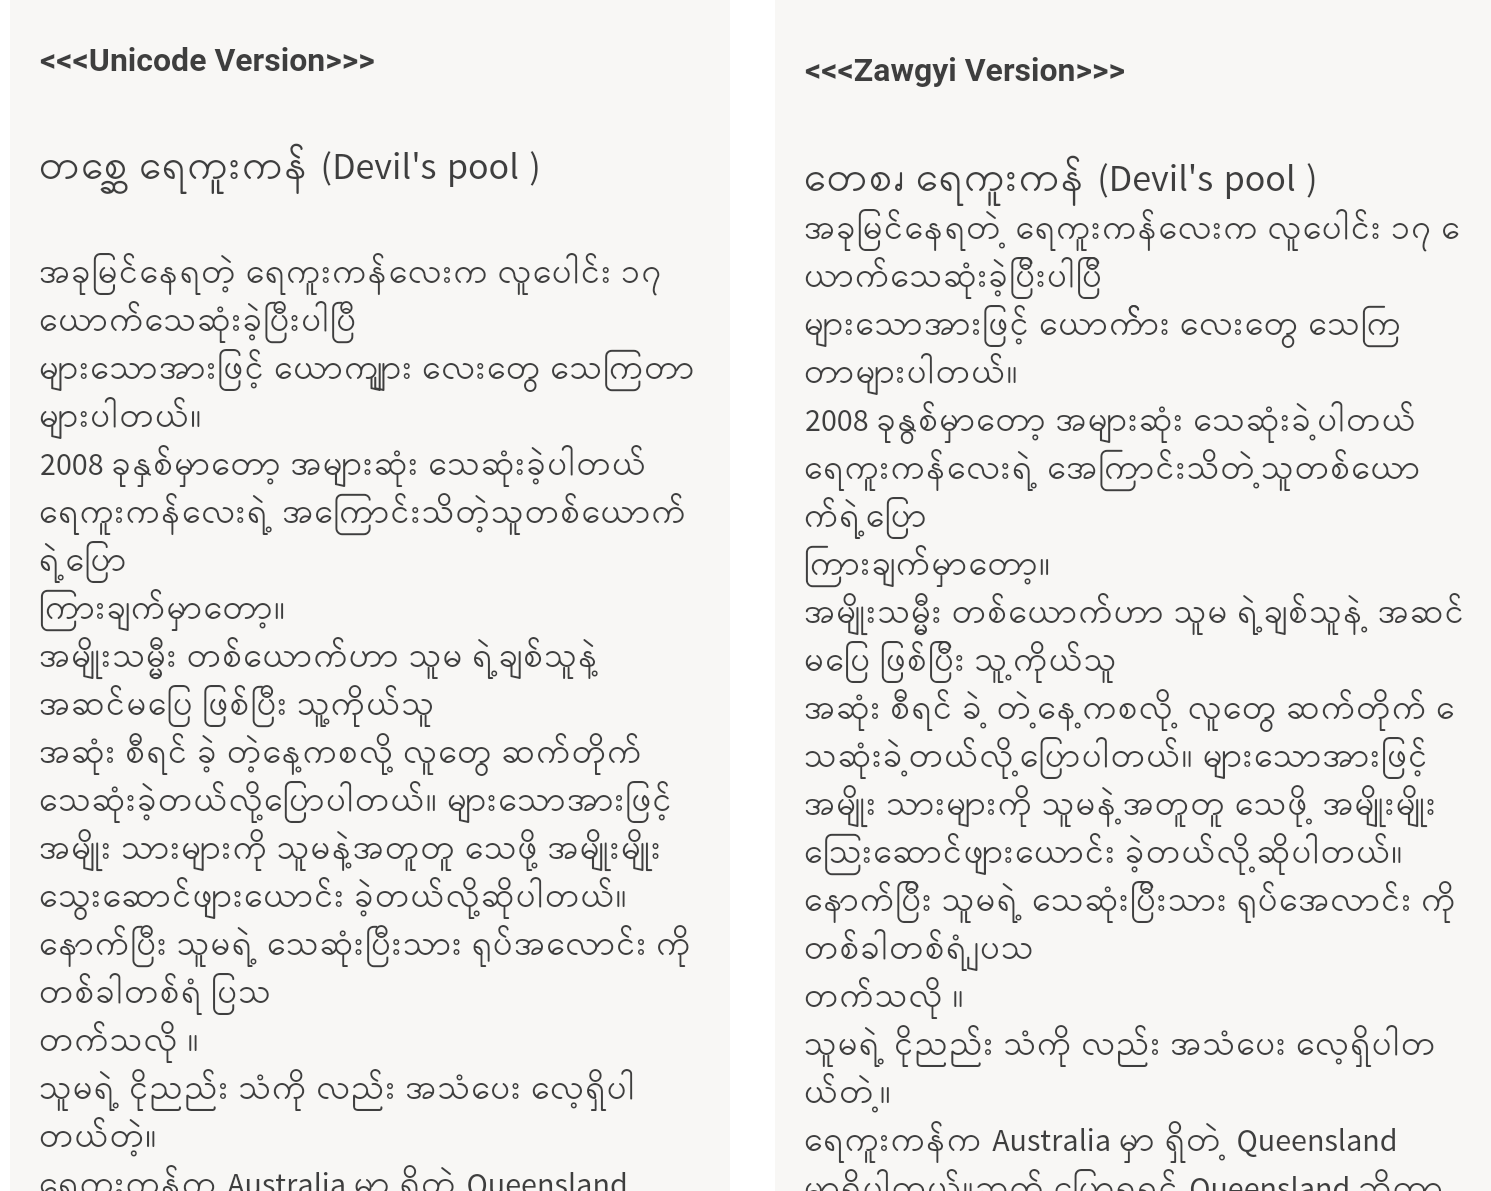 <<<Unicode Version>>>
တစ္ဆေ ရေကူးကန် (Devil's pool )
အခုမြင်နေရတဲ့ ရေကူးကန်လေးက လူပေါင်း ၁၇
ယောက်သေဆုံးခဲ့ပြီးပါပြီ
များသောအားဖြင့် ယောကျာ်း လေးတွေ သေကြတာ
များပါတယ်။
2008 ခုနှစ်မှာတော့ အများဆုံး သေဆုံးခဲ့ပါတယ်
ရေကူးကန်လေးရဲ့ အကြောင်းသိတဲ့သူတစ်ယောက်
ရဲ့ပြော
ကြားချက်မှာတော့။
အမျိုးသမ္မီး တစ်ယောက်ဟာ သူမ ရဲ့ချစ်သူနဲ့
အဆင်မပြေ ဖြစ်ပြီး သူ့ကိုယ်သူ
အဆုံး စီရင် ခဲ့ တဲ့နေ့ကစလို့ လူတွေ ဆက်တိုက်
သေဆုံးခဲ့တယ်လို့ပြောပါတယ်။ များသောအားဖြင့်
အမျိုး သားများကို သူမနဲ့အတူတူ သေဖို့ အမျိုးမျိုး
သွေးဆောင်ဖျားယောင်း ခဲ့တယ်လို့ဆိုပါတယ်။
နောက်ပြီး သူမရဲ့ သေဆုံးပြီးသား ရုပ်အလောင်း ကို
တစ်ခါတစ်ရံ ပြသ
တက်သလို ။
သူမရဲ့ ငိုညည်း သံကို လည်း အသံပေး လေ့ရှိပါ
တယ်တဲ့။
ရေကူးကန်က Australia မှာ ရှိတဲ့ Queensland
<<<Zawgyi Version>>>
တေစၧ ရေကူးကန် (Devil's pool )
အခုမြင်နေရတဲ့ ရေကူးကန်လေးက လူပေါင်း ၁၇ ေ
ယာက်သေဆုံးခဲ့ပြီးပါပြီ
များသောအားဖြင့် ယောက်ျား လေးတွေ သေကြ
တာများပါတယ်။
2008 ခုနွစ်မှာတော့ အများဆုံး သေဆုံးခဲ့ပါတယ်
ရေကူးကန်လေးရဲ့ အေကြာင်းသိတဲ့သူတစ်ယော
က်ရဲ့ပြော
ကြားချက်မှာတော့။
အမျိုးသမ္မီး တစ်ယောက်ဟာ သူမ ရဲ့ချစ်သူနဲ့ အဆင်
မပြေ ဖြစ်ပြီး သူ့ကိုယ်သူ
အဆုံး စီရင် ခဲ့ တဲ့နေ့ကစလို့ လူတွေ ဆက်တိုက် ေ
သဆုံးခဲ့တယ်လို့ပြောပါတယ်။ များသောအားဖြင့်
အမျိုး သားများကို သူမနဲ့အတူတူ သေဖို့ အမျိုးမျိုး
သြေးဆောင်ဖျားယောင်း ခဲ့တယ်လို့ဆိုပါတယ်။
နောက်ပြီး သူမရဲ့ သေဆုံးပြီးသား ရုပ်အေလာင်း ကို
တစ်ခါတစ်ရံျပသ
တက်သလို ။
သူမရဲ့ ငိုညည်း သံကို လည်း အသံပေး လေ့ရှိပါတ
ယ်တဲ့။
ရေကူးကန်က Australia မှာ ရှိတဲ့ Queensland